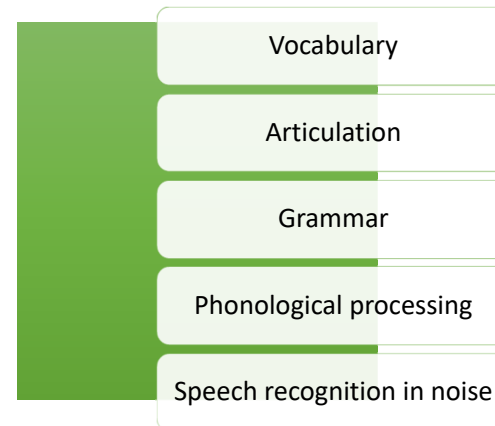 Vocabulary
Articulation
Grammar
Phonological processing
Speech recognition in noise